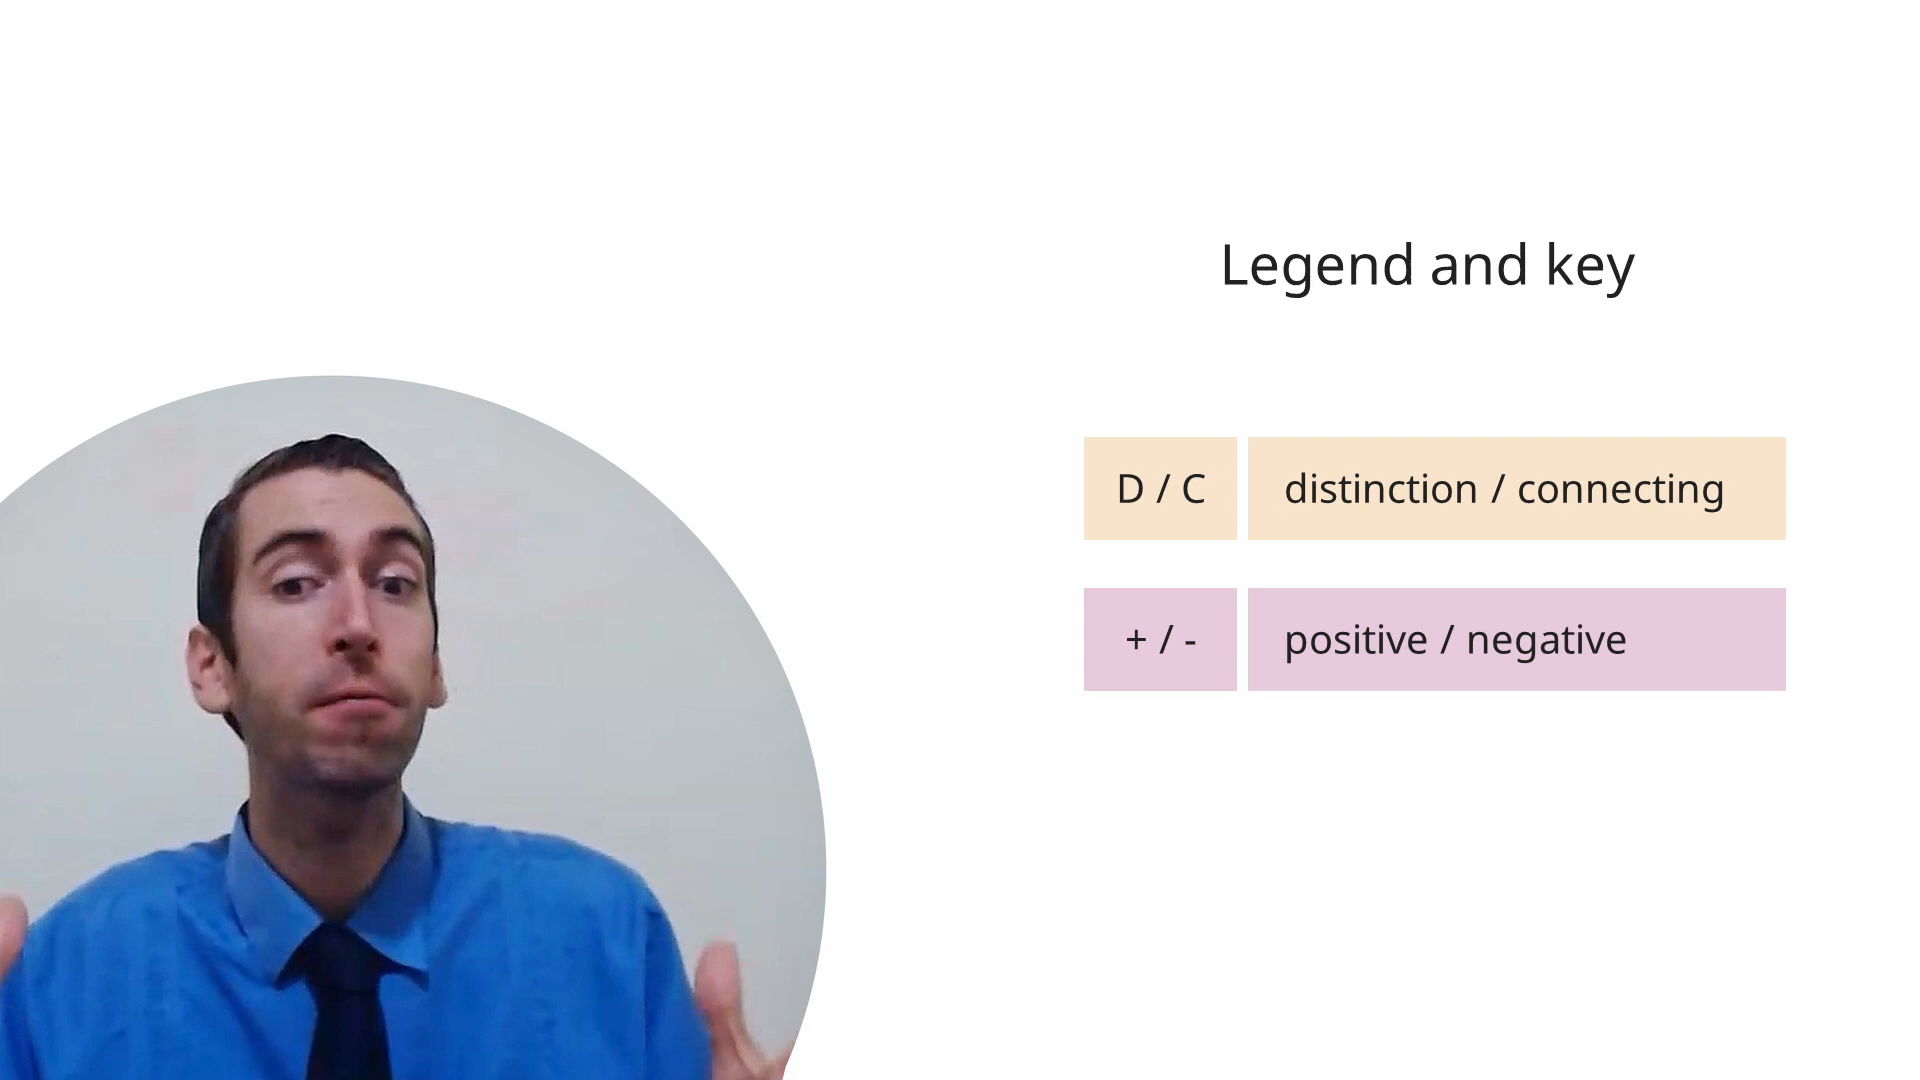 Legend and key
D / C distinction / connecting
+ / - positive / negative